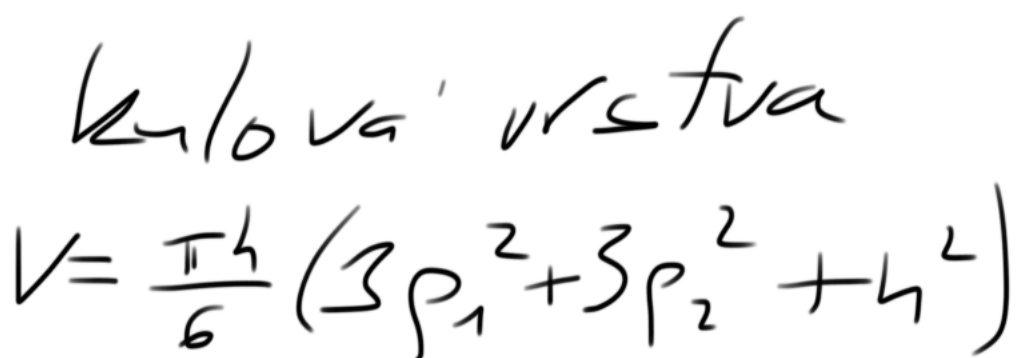 kulová vrstva
V = πh/6 (3ρ₁² + 3ρ₂² + h²)